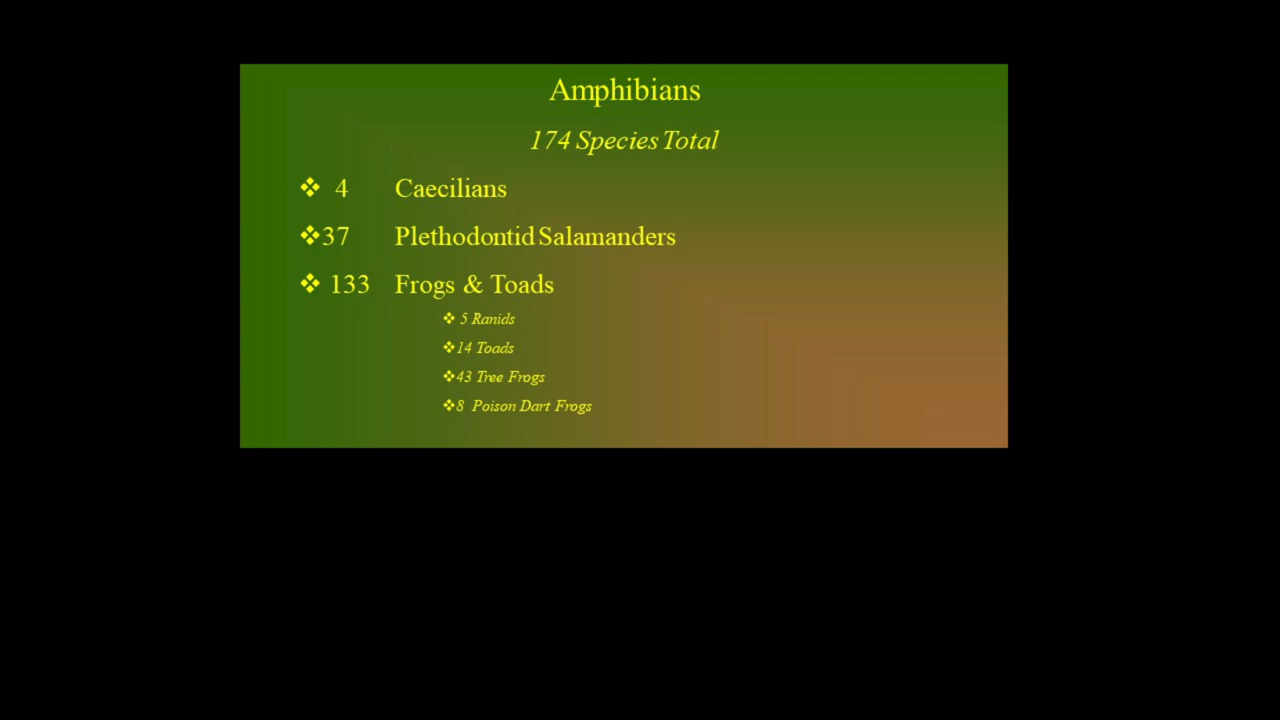 Amphibians
174 Species Total
❖ 4 Caecilians
❖37 Plethodontid Salamanders
❖ 133 Frogs & Toads
❖ 5 Ranids
❖14 Toads
❖43 Tree Frogs
❖8 Poison Dart Frogs